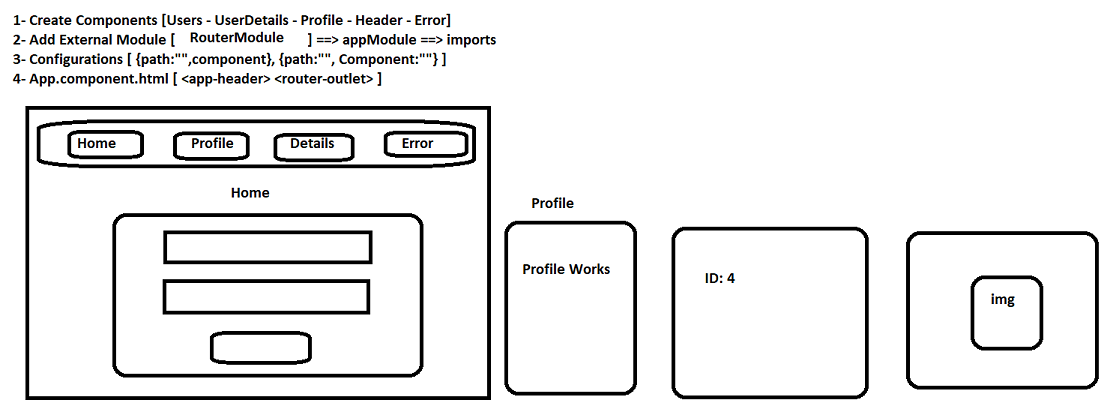 1- Create Components [Users - UserDetails - Profile - Header - Error]
2- Add External Module [ RouterModule ] ==> appModule ==> imports
3- Configurations [ {path:"",component}, {path:"", Component:""} ]
4- App.component.html [ <app-header> <router-outlet> ]
Home Profile Details Error
Home
Profile
Profile Works
ID: 4
img